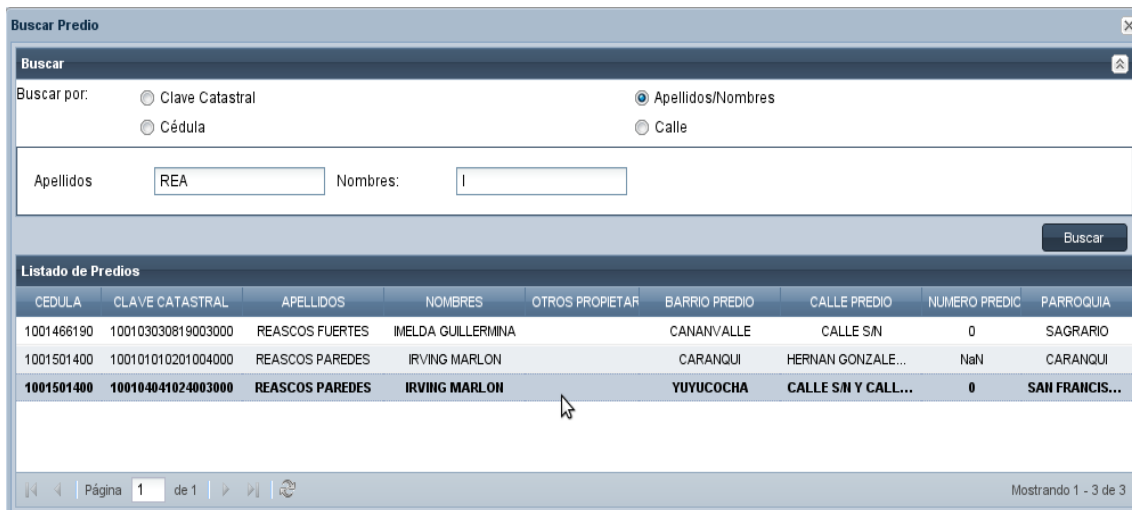 Buscar Predio
Buscar
Buscar por: Clave Catastral Apellidos/Nombres
Cédula Calle
Apellidos REA Nombres: I
Buscar
Listado de Predios
CEDULA CLAVE CATASTRAL APELLIDOS NOMBRES OTROS PROPIETAR BARRIO PREDIO CALLE PREDIO NUMERO PREDIO PARROQUIA
1001466190 100103030819003000 REASCOS FUERTES IMELDA GUILLERMINA CANANVALLE CALLE S/N 0 SAGRARIO
1001501400 100101010201004000 REASCOS PAREDES IRVING MARLON CARANQUI HERNAN GONZALE... NaN CARANQUI
1001501400 100104041024003000 REASCOS PAREDES IRVING MARLON YUYUCOCHA CALLE S/N Y CALL... 0 SAN FRANCIS...
Página 1 de 1 Mostrando 1 - 3 de 3